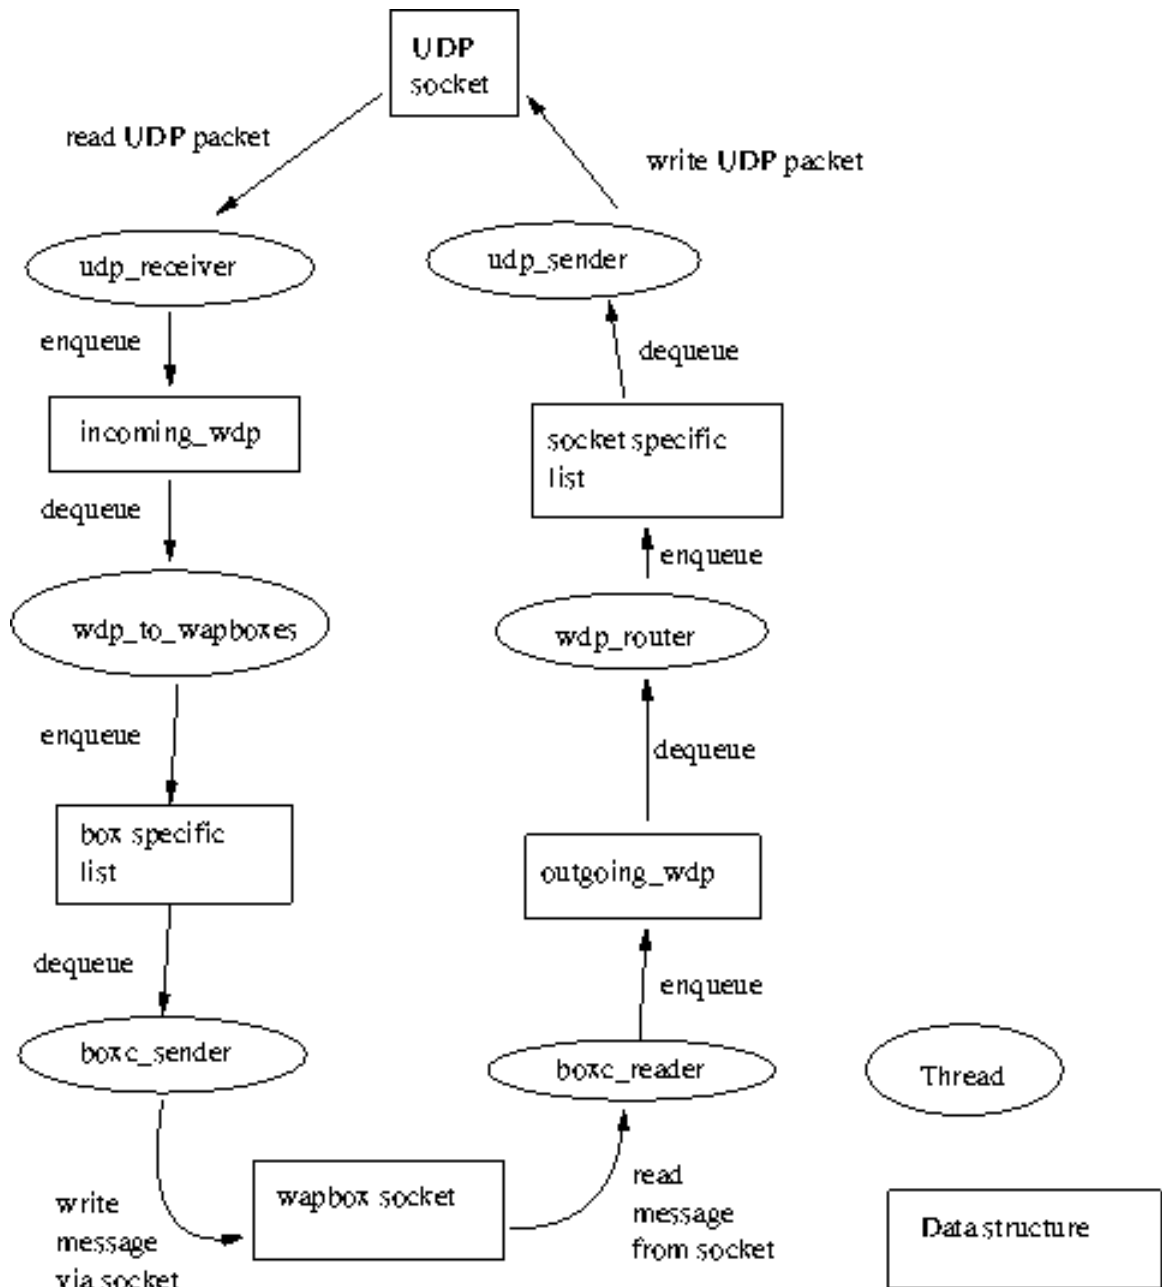 UDP
socket
read UDP packet
write UDP packet
udp_receiver
udp_sender
enqueue
dequeue
incoming_wdp
socket specific
list
dequeue
enqueue
wdp_to_wapboxes
wdp_router
enqueue
dequeue
box specific
list
outgoing_wdp
dequeue
enqueue
boxc_sender
boxc_reader
Thread
write
message
via socket
wapbox socket
read
message
from socket
Data structure